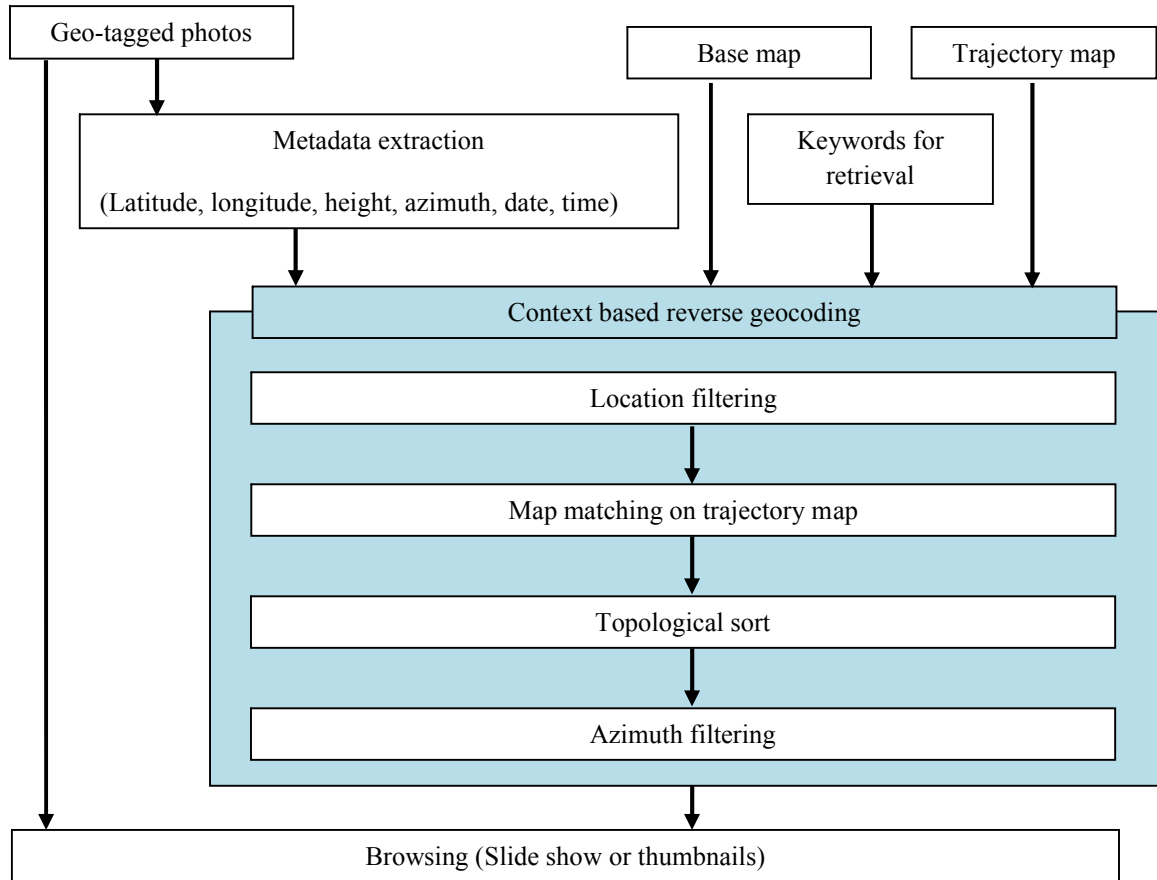 Geo-tagged photos
Base map
Trajectory map
Metadata extraction
(Latitude, longitude, height, azimuth, date, time)
Keywords for
retrieval
Context based reverse geocoding
Location filtering
Map matching on trajectory map
Topological sort
Azimuth filtering
Browsing (Slide show or thumbnails)